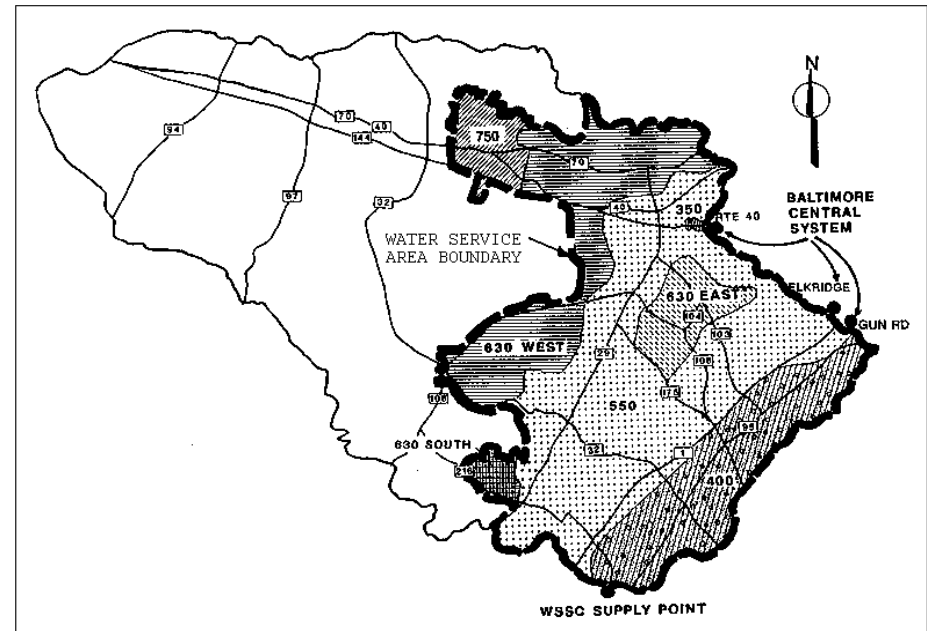 N
94
70
40
144
97
32
750
70
40
350
RTE 40
BALTIMORE
CENTRAL
SYSTEM
WATER SERVICE
AREA BOUNDARY
ELKRIDGE
GUN RD
630 EAST
104
103
108
175
29
630 WEST
108
550
630 SOUTH
216
32
1
95
400
WSSC SUPPLY POINT